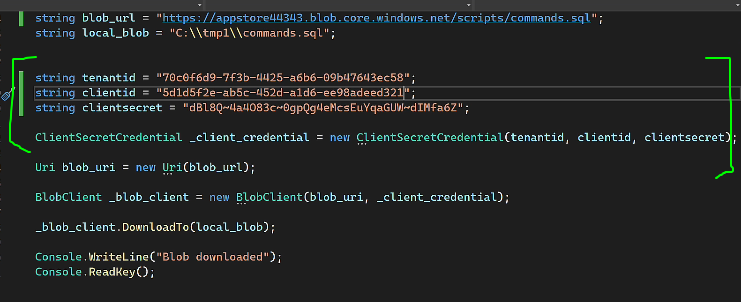 string blob_url = "https://appstore44343.blob.core.windows.net/scripts/commands.sql";
string local_blob = "C:\\tmp1\\commands.sql";
string tenantid = "70c0f6d9-7f3b-4425-a6b6-09b47643ec58";
string clientid = "5d1d5f2e-ab5c-452d-a1d6-ee98adeed321";
string clientsecret = "dBl8Q~4a4O83c~0gpQg4eMcsEuYqaGUW~dIMfa6Z";
ClientSecretCredential _client_credential = new ClientSecretCredential(tenantid, clientid, clientsecret);
Uri blob_uri = new Uri(blob_url);
BlobClient _blob_client = new BlobClient(blob_uri, _client_credential);
_blob_client.DownloadTo(local_blob);
Console.WriteLine("Blob downloaded");
Console.ReadKey();